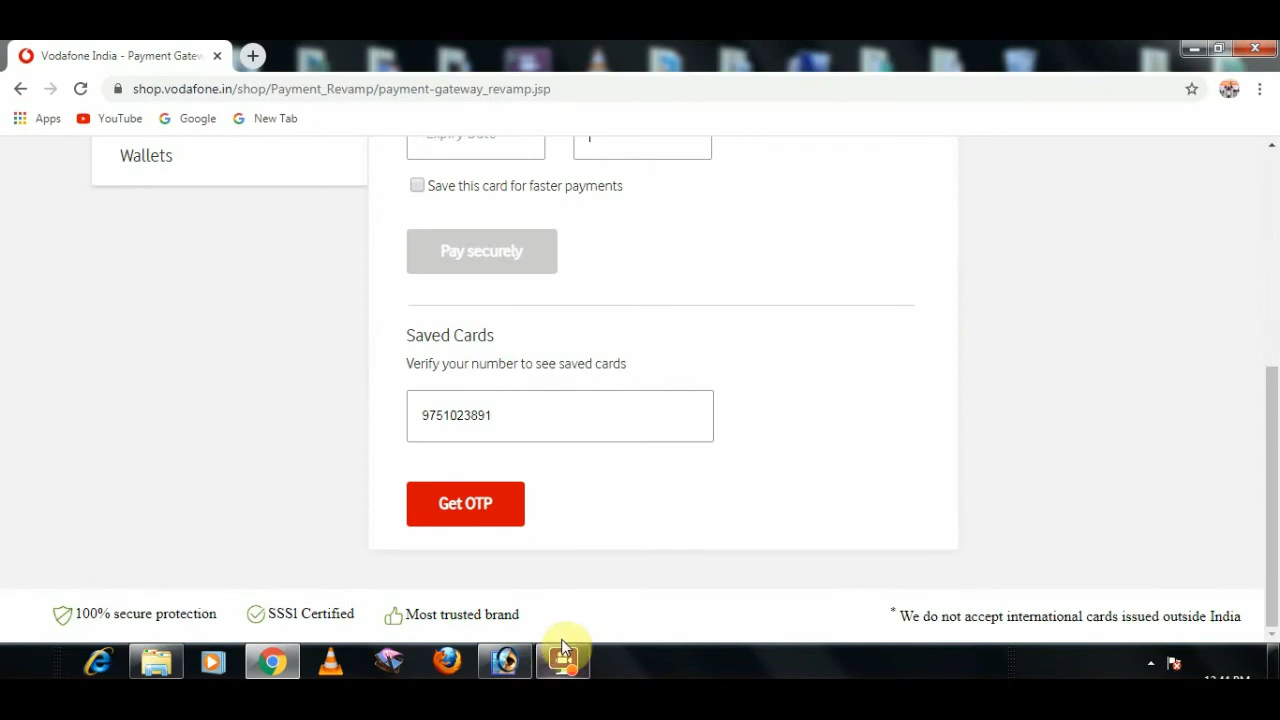 Vodafone India - Payment Gatew
shop.vodafone.in/shop/Payment_Revamp/payment-gateway_revamp.jsp
Apps
YouTube
Google
New Tab
Wallets
Expiry Date
Save this card for faster payments
Pay securely
Saved Cards
Verify your number to see saved cards
9751023891
Get OTP
100% secure protection
SSS1 Certified
Most trusted brand
* We do not accept international cards issued outside India